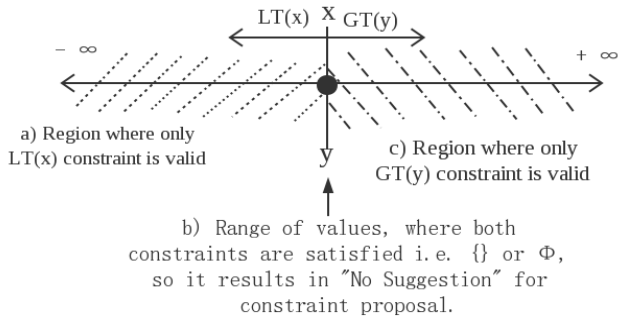 LT(x) X GT(y)
− ∞
+ ∞
a) Region where only
LT(x) constraint is valid
y
c) Region where only
GT(y) constraint is valid
b) Range of values, where both
constraints are satisfied i.e. {} or Φ,
so it results in "No Suggestion" for
constraint proposal.